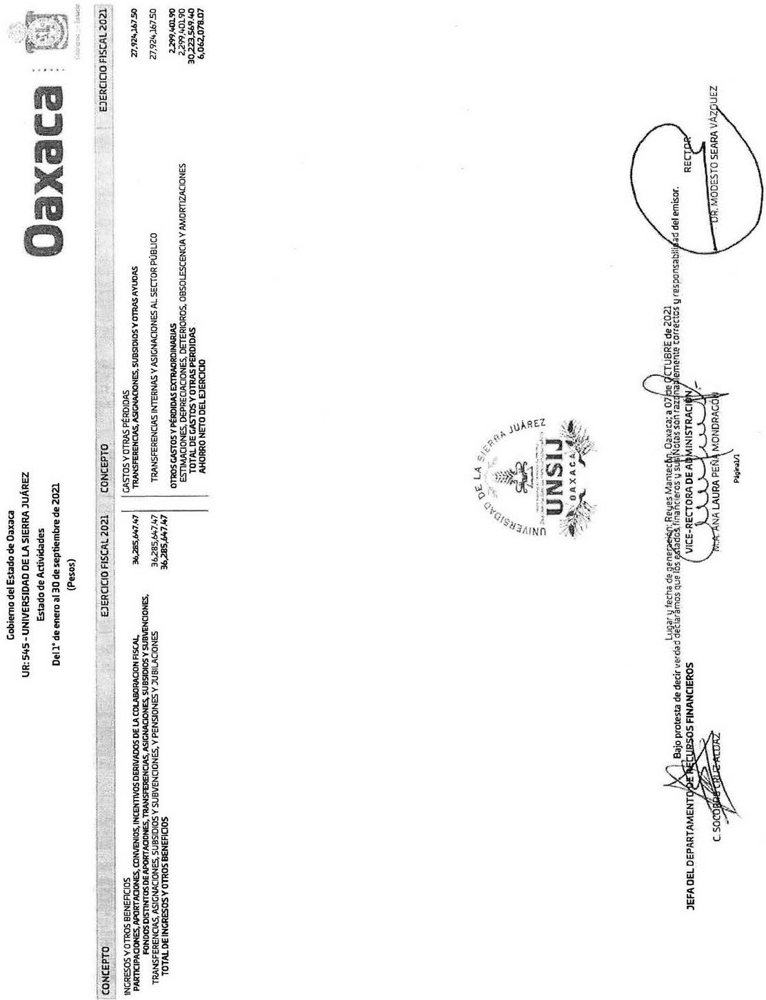 Gobierno del Estado de Oaxaca
UR: 545 - UNIVERSIDAD DE LA SIERRA JUÁREZ
Estado de Actividades
Del 1° de enero al 30 de septiembre de 2021
(Pesos)
Oaxaca
CONCEPTO EJERCICIO FISCAL 2021 CONCEPTO EJERCICIO FISCAL 2021
INGRESOS Y OTROS BENEFICIOS
PARTICIPACIONES, APORTACIONES, CONVENIOS, INCENTIVOS DERIVADOS DE LA COLABORACION FISCAL, 36,285,647.47
FONDOS DISTINTOS DE APORTACIONES, TRANSFERENCIAS, ASIGNACIONES, SUBSIDIOS Y SUBVENCIONES,
TRANSFERENCIAS, ASIGNACIONES, SUBSIDIOS Y SUBVENCIONES, Y PENSIONES Y JUBILACIONES 36,285,647.47
TOTAL DE INGRESOS Y OTROS BENEFICIOS 36,285,647.47
GASTOS Y OTRAS PÉRDIDAS
TRANSFERENCIAS, ASIGNACIONES, SUBSIDIOS Y OTRAS AYUDAS 27,924,167.50
TRANSFERENCIAS INTERNAS Y ASIGNACIONES AL SECTOR PÚBLICO 27,924,167.50
OTROS GASTOS Y PÉRDIDAS EXTRAORDINARIAS 2,299,401.90
ESTIMACIONES, DEPRECIACIONES, DETERIOROS, OBSOLESCENCIA Y AMORTIZACIONES 2,299,401.90
TOTAL DE GASTOS Y OTRAS PERDIDAS 30,223,569.40
AHORRO NETO DEL EJERCICIO 6,062,078.07
UNIVERSIDAD DE LA SIERRA JUÁREZ
UNSIJ
OAXACA
Lugar y fecha de generación: Reyes Mantecón, Oaxaca; a 07 de OCTUBRE de 2021
Bajo protesta de decir verdad declaramos que los estados financieros y sus Notas son razonablemente correctos y responsabilidad del emisor.
JEFA DEL DEPARTAMENTO DE RECURSOS FINANCIEROS VICE-RECTORA DE ADMINISTRACIÓN RECTOR
C. SOCORRO CRUZ ALDAZ M.A. ANA LAURA PEÑA MONDRAGÓN DR. MODESTO SEARA VÁZQUEZ
Página1/1